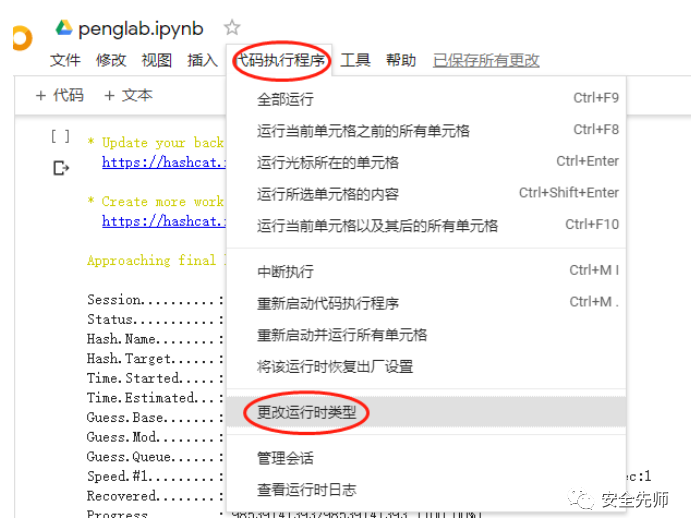 penglab.ipynb
文件 修改 视图 插入 代码执行程序 工具 帮助 已保存所有更改
+ 代码 + 文本
全部运行 Ctrl+F9
运行当前单元格之前的所有单元格 Ctrl+F8
运行光标所在的单元格 Ctrl+Enter
运行所选单元格的内容 Ctrl+Shift+Enter
运行当前单元格以及其后的所有单元格 Ctrl+F10
中断执行 Ctrl+M I
重新启动代码执行程序 Ctrl+M .
重新启动并运行所有单元格
将该运行时恢复出厂设置
更改运行时类型
管理会话
查看运行时日志
[ ]
* Update your back
https://hashcat.
* Create more work
https://hashcat.
Approaching final
Session..........:
Status...........:
Hash.Name........:
Hash.Target......:
Time.Started.....:
Time.Estimated...:
Guess.Base.......:
Guess.Mod........:
Guess.Queue......:
Speed.#1.........: ec:1
Recovered........:
Progress
安全先师